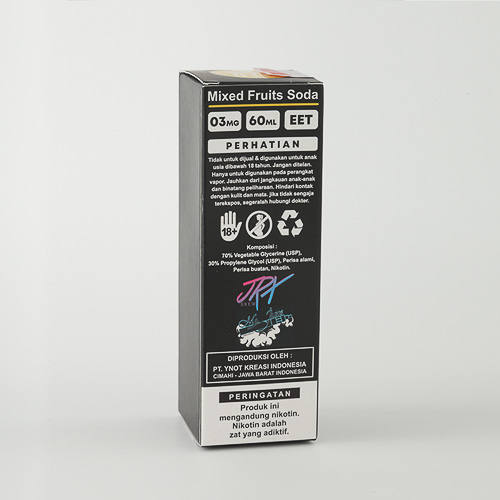 Mixed Fruits Soda
03MG 60ML EET
PERHATIAN
Tidak untuk dijual & digunakan untuk anak
usia dibawah 18 tahun. Jangan ditelan.
Hanya untuk digunakan pada perangkat
vapor. Jauhkan dari jangkauan anak-anak
dan binatang peliharaan. Hindari kontak
dengan kulit dan mata. jika tidak sengaja
terekspos, segeralah hubungi dokter.
18+
Komposisi :
70% Vegetable Glycerine (USP),
30% Propylene Glycol (USP), Perisa alami,
Perisa buatan, Nikotin.
JRX
DIPRODUKSI OLEH :
PT. YNOT KREASI INDONESIA
CIMAHI - JAWA BARAT INDONESIA
PERINGATAN
Produk ini
mengandung nikotin.
Nikotin adalah
zat yang adiktif.